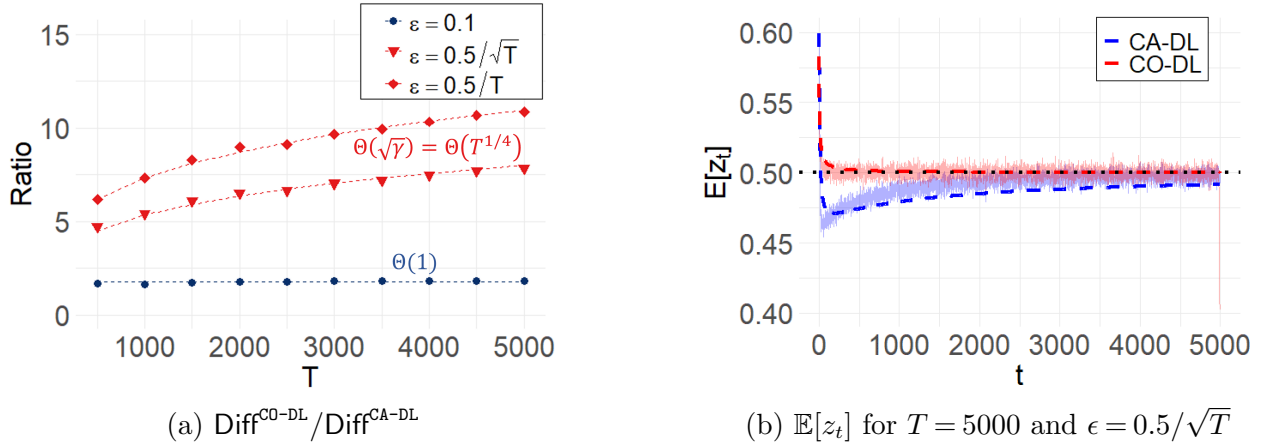 15
10
5
0
Ratio
ε = 0.1
ε = 0.5/√T
ε = 0.5/T
Θ(√γ) = Θ(T^{1/4})
Θ(1)
1000 2000 3000 4000 5000
T
(a) Diff^{CO-DL}/Diff^{CA-DL}
0.60
0.55
0.50
0.45
0.40
E[z_t]
CA-DL
CO-DL
0 1000 2000 3000 4000 5000
t
(b) 𝔼[z_t] for T = 5000 and ϵ = 0.5/√T